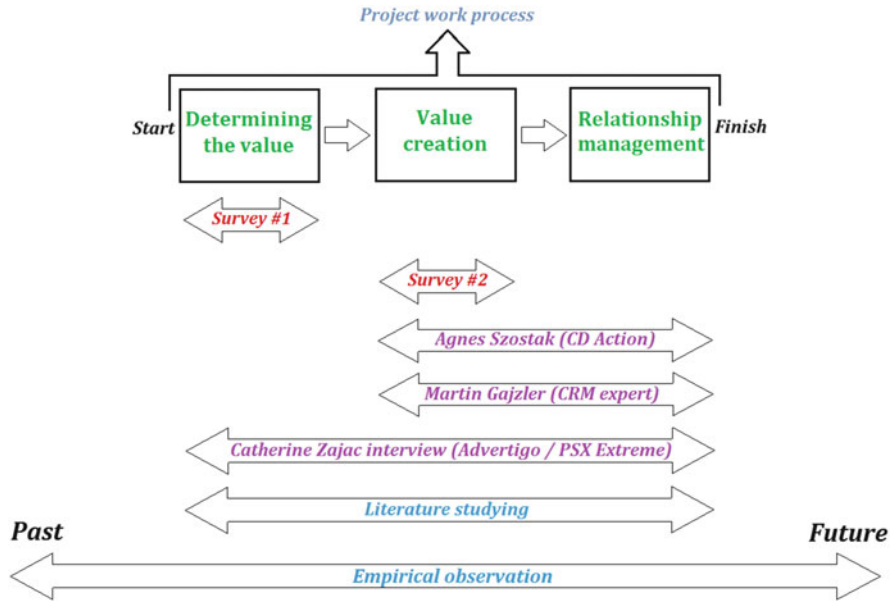 Project work process
Start
Determining
the value
Value
creation
Relationship
management
Finish
Survey #1
Survey #2
Agnes Szostak (CD Action)
Martin Gajzler (CRM expert)
Catherine Zajac interview (Advertigo / PSX Extreme)
Literature studying
Past
Future
Empirical observation